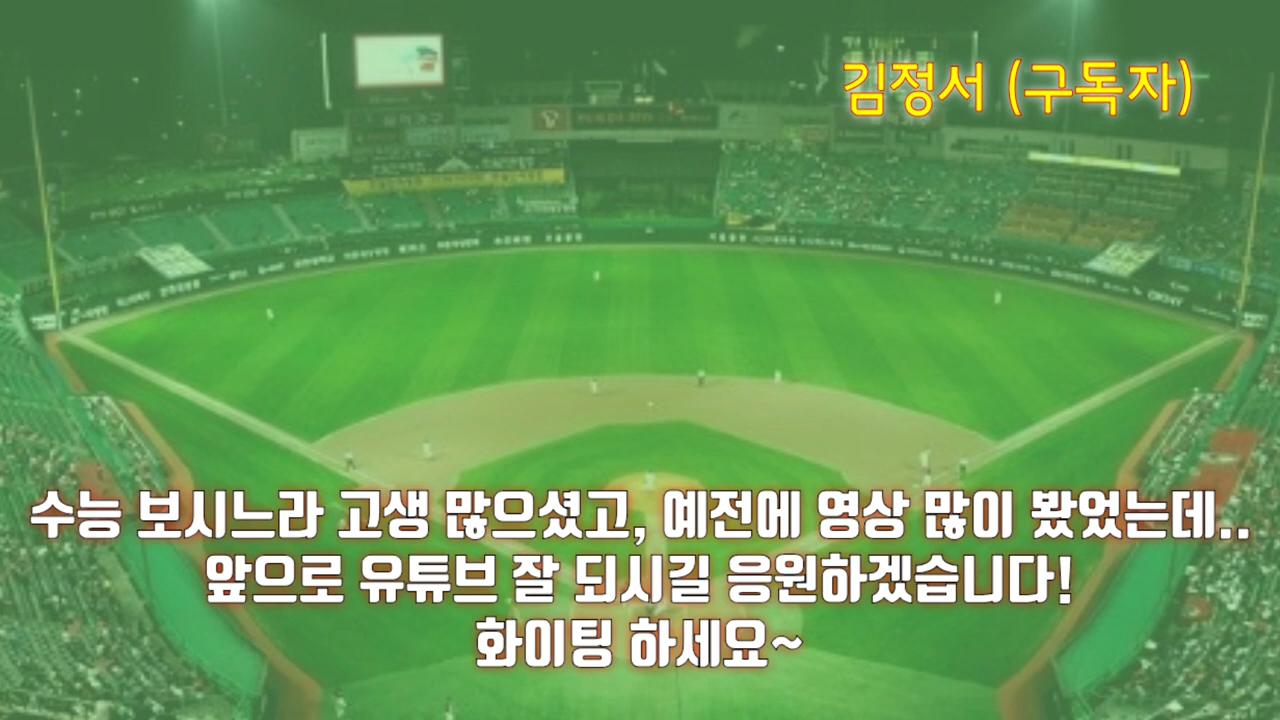 김정서 (구독자)
수능 보시느라 고생 많으셨고, 예전에 영상 많이 봤었는데..
앞으로 유튜브 잘 되시길 응원하겠습니다!
화이팅 하세요~